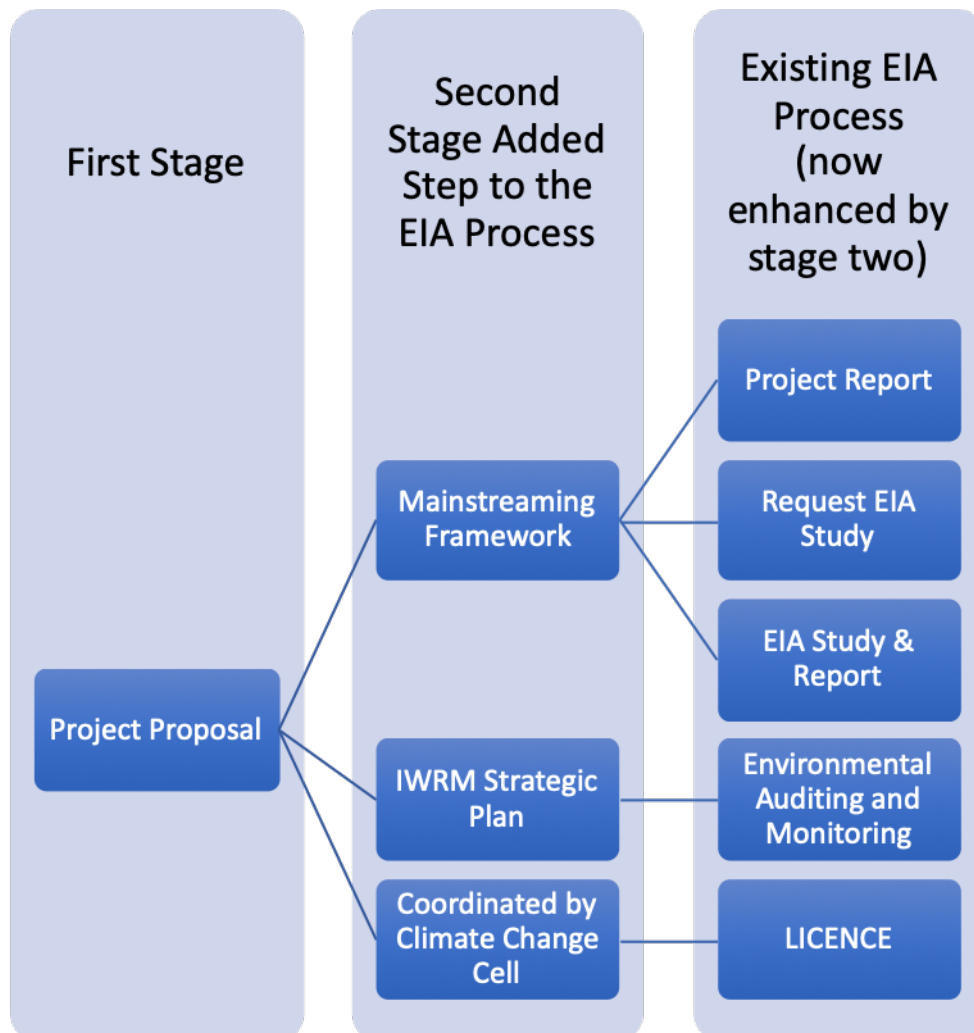 First Stage
Second
Stage Added
Step to the
EIA Process
Existing EIA
Process
(now
enhanced by
stage two)
Project Proposal
Mainstreaming
Framework
IWRM Strategic
Plan
Coordinated by
Climate Change
Cell
Project Report
Request EIA
Study
EIA Study &
Report
Environmental
Auditing and
Monitoring
LICENCE